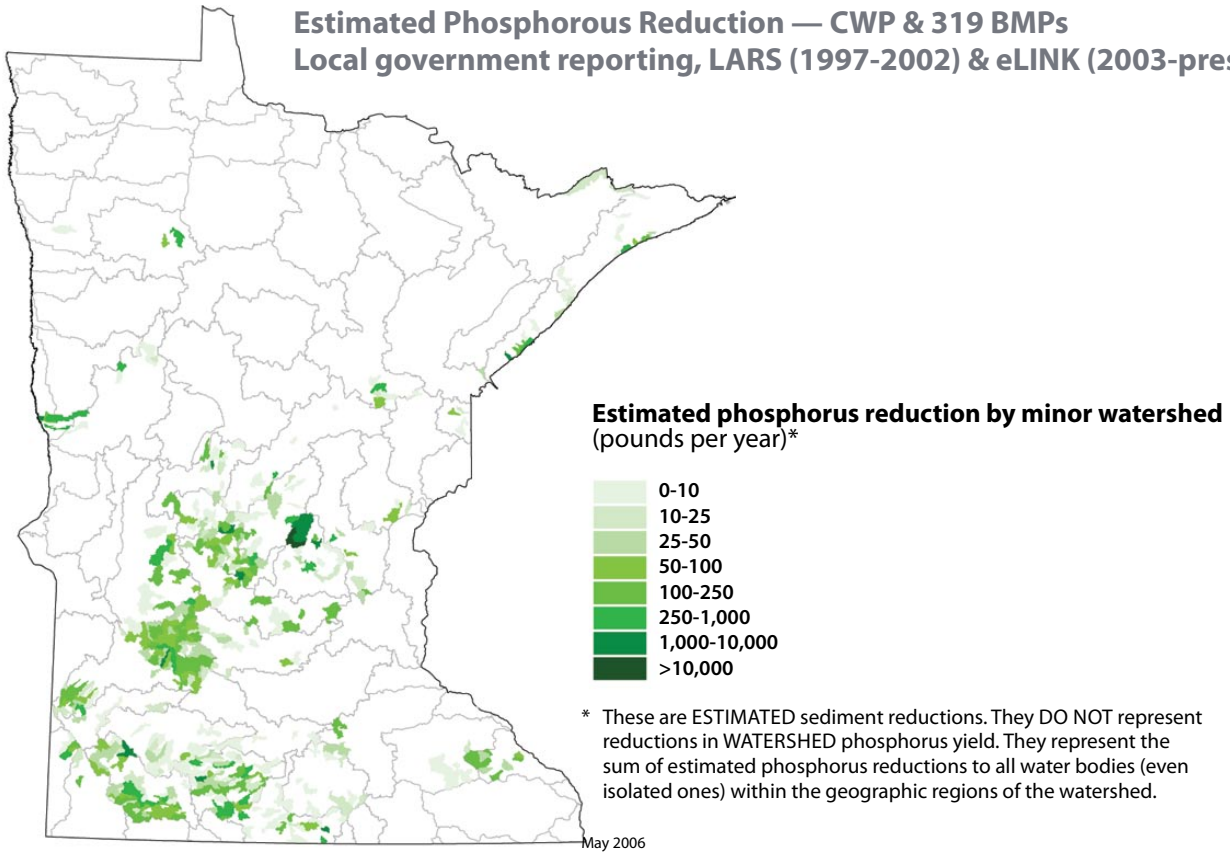 Estimated Phosphorous Reduction — CWP & 319 BMPs
Local government reporting, LARS (1997-2002) & eLINK (2003-pres
Estimated phosphorus reduction by minor watershed
(pounds per year)*
0-10
10-25
25-50
50-100
100-250
250-1,000
1,000-10,000
>10,000
* These are ESTIMATED sediment reductions. They DO NOT represent
reductions in WATERSHED phosphorus yield. They represent the
sum of estimated phosphorus reductions to all water bodies (even
isolated ones) within the geographic regions of the watershed.
May 2006